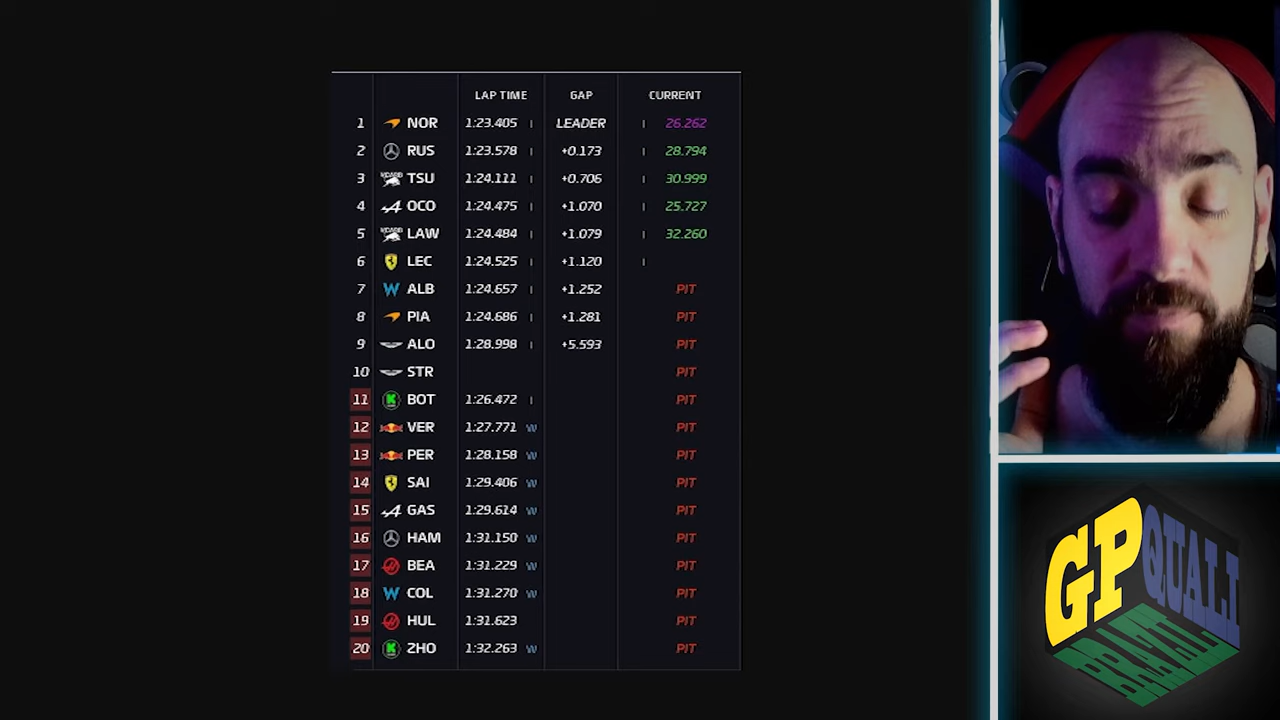 LAP TIME GAP CURRENT
1 NOR 1:23.405 I LEADER I 26.262
2 RUS 1:23.578 I +0.173 I 28.794
3 TSU 1:24.111 I +0.706 I 30.999
4 OCO 1:24.475 I +1.070 I 25.727
5 LAW 1:24.484 I +1.079 I 32.260
6 LEC 1:24.525 I +1.120 I
7 W ALB 1:24.657 I +1.252 PIT
8 PIA 1:24.686 I +1.281 PIT
9 ALO 1:28.998 I +5.593 PIT
10 STR PIT
11 K BOT 1:26.472 I PIT
12 VER 1:27.771 W PIT
13 PER 1:28.158 W PIT
14 SAI 1:29.406 W PIT
15 GAS 1:29.614 W PIT
16 HAM 1:31.150 W PIT
17 BEA 1:31.229 W PIT
18 W COL 1:31.270 W PIT
19 HUL 1:31.623 PIT
20 K ZHO 1:32.263 W PIT
GP
QUALI
BRAZIL